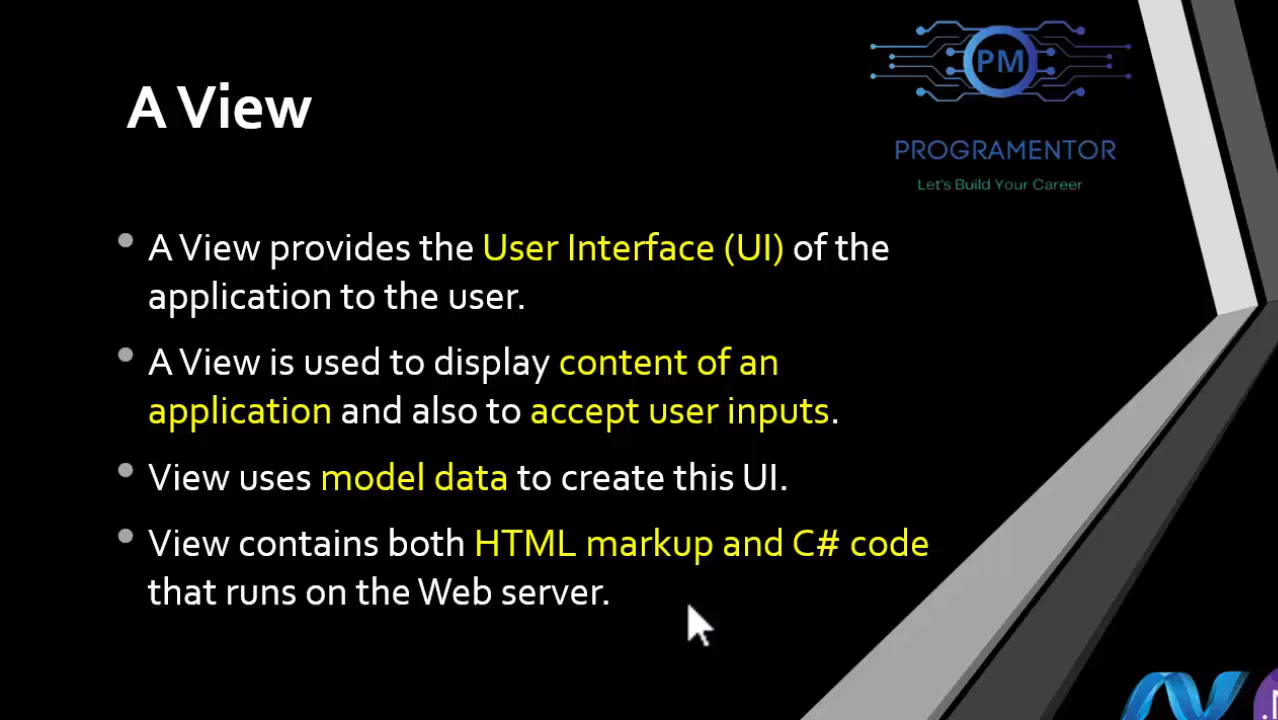 PM
PROGRAMENTOR
Let's Build Your Career
A View
• A View provides the User Interface (UI) of the
application to the user.
• A View is used to display content of an
application and also to accept user inputs.
• View uses model data to create this UI.
• View contains both HTML markup and C# code
that runs on the Web server.